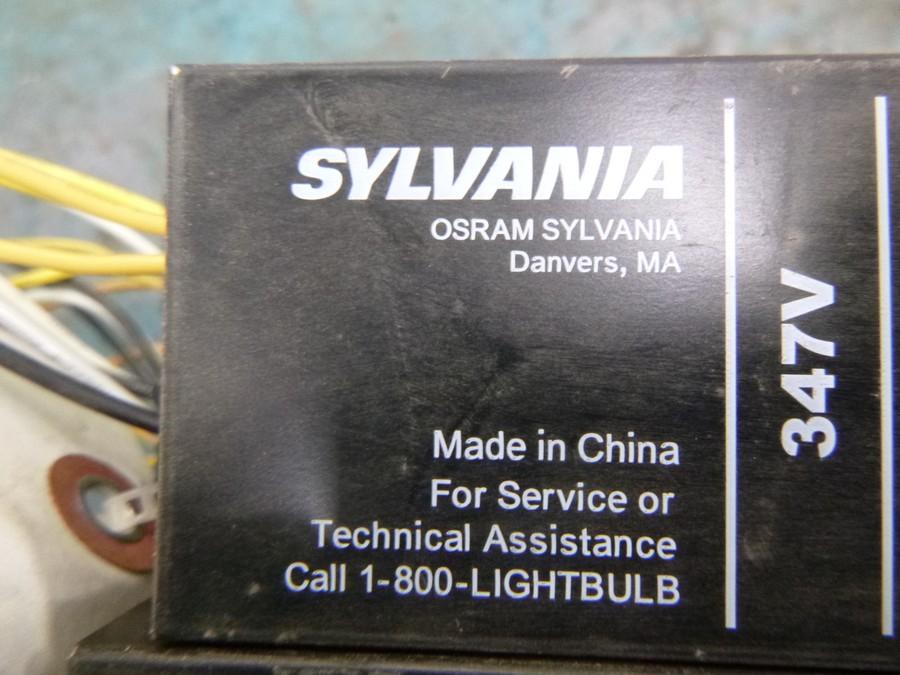 SYLVANIA
OSRAM SYLVANIA
Danvers, MA
Made in China
For Service or
Technical Assistance
Call 1-800-LIGHTBULB
347V